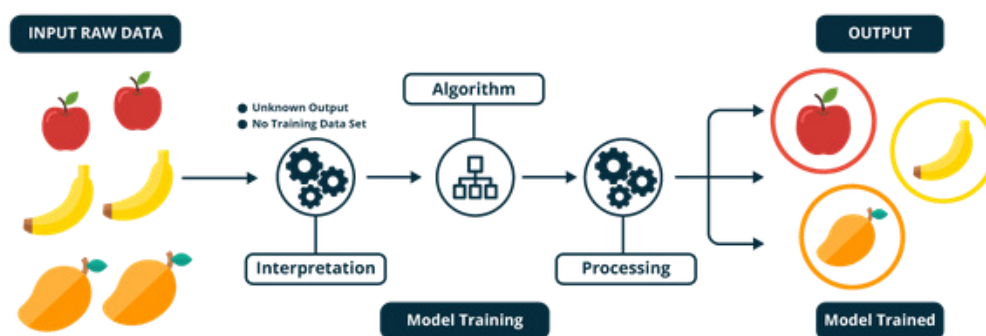 INPUT RAW DATA
OUTPUT
Algorithm
Unknown Output
No Training Data Set
Interpretation
Processing
Model Training
Model Trained